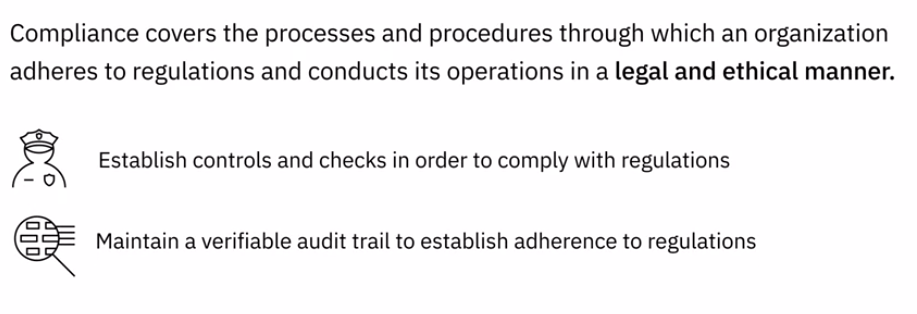 Compliance covers the processes and procedures through which an organization
adheres to regulations and conducts its operations in a legal and ethical manner.
Establish controls and checks in order to comply with regulations
Maintain a verifiable audit trail to establish adherence to regulations